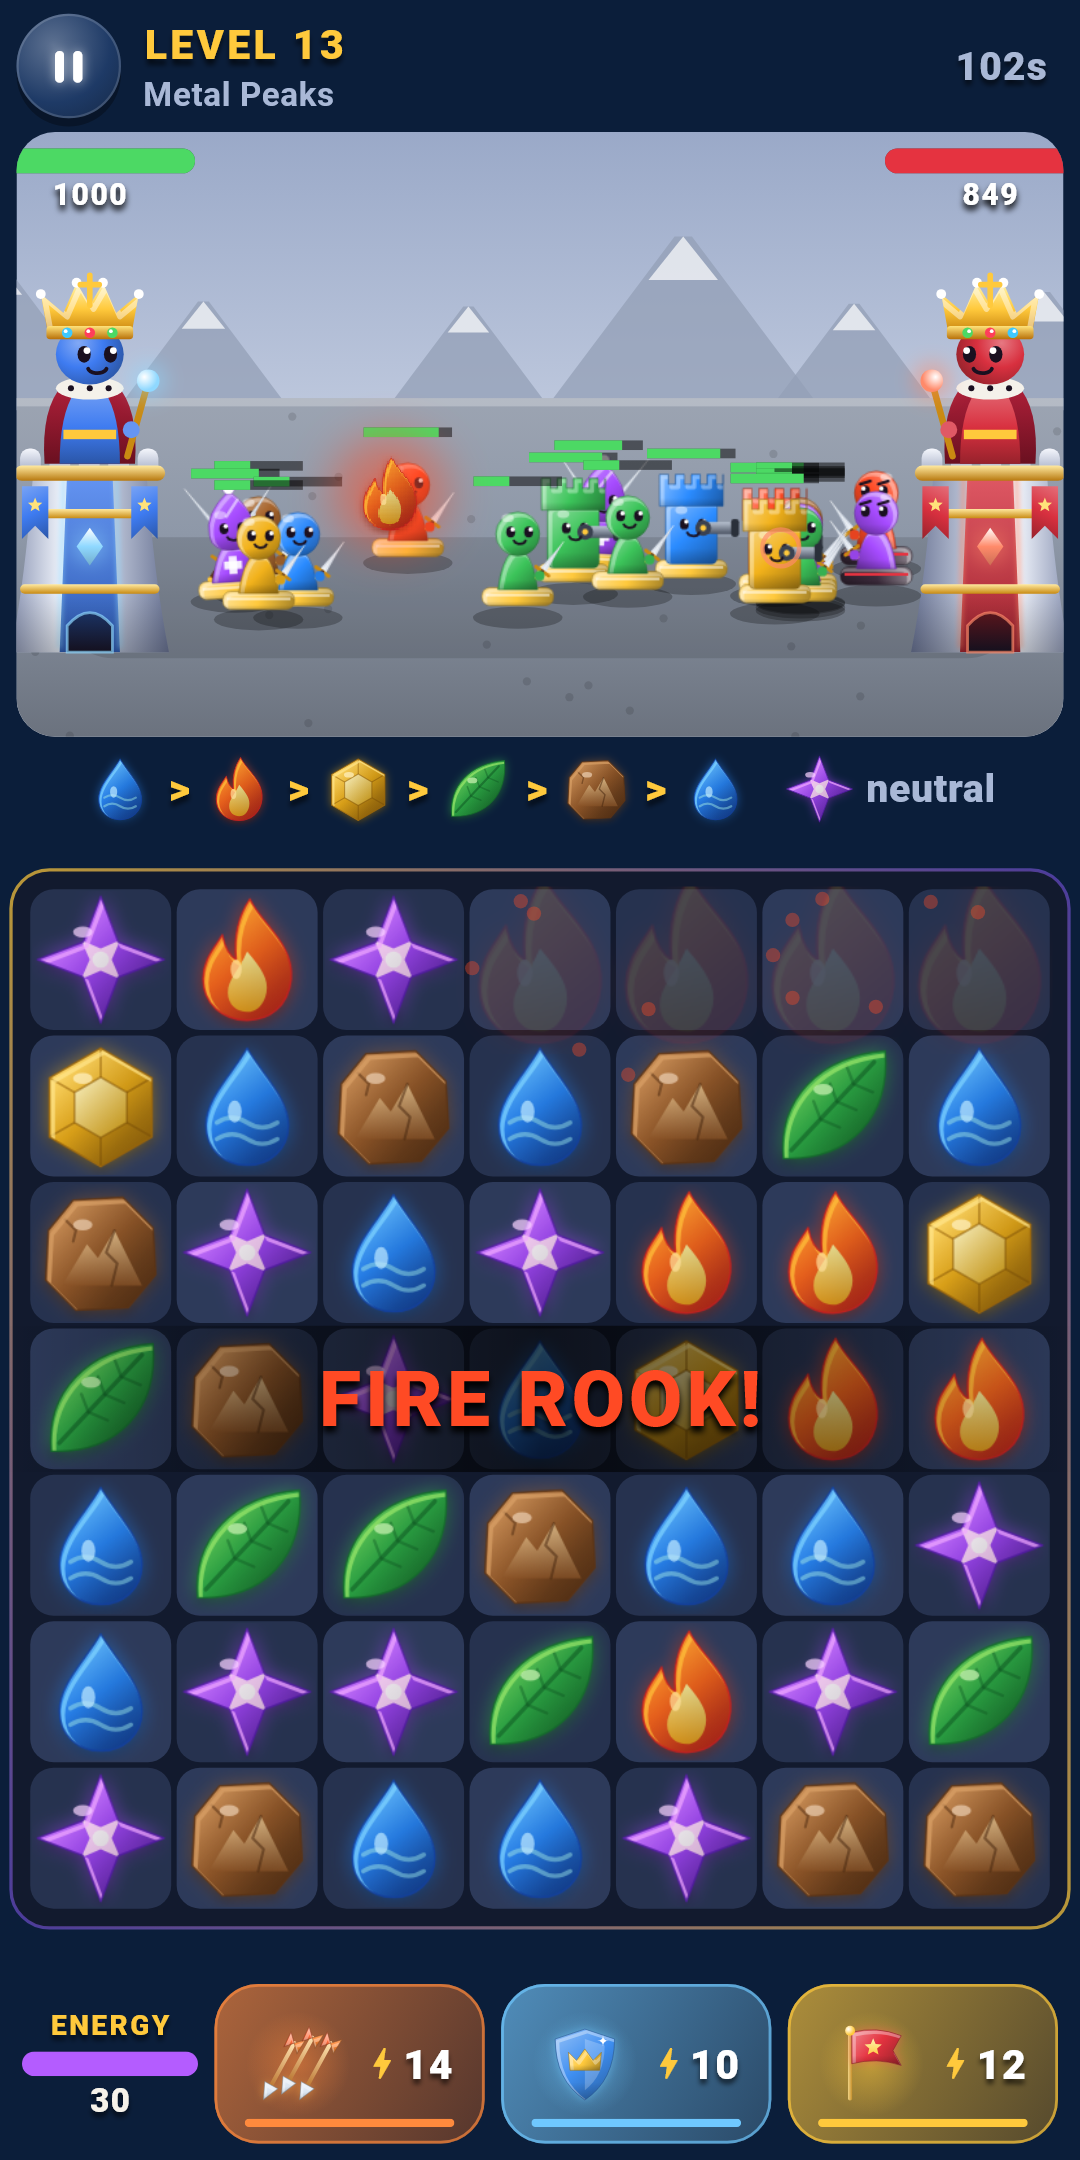 LEVEL 13
Metal Peaks
102s
1000
849
> > > > > neutral
FIRE ROOK!
ENERGY
30
14
10
12